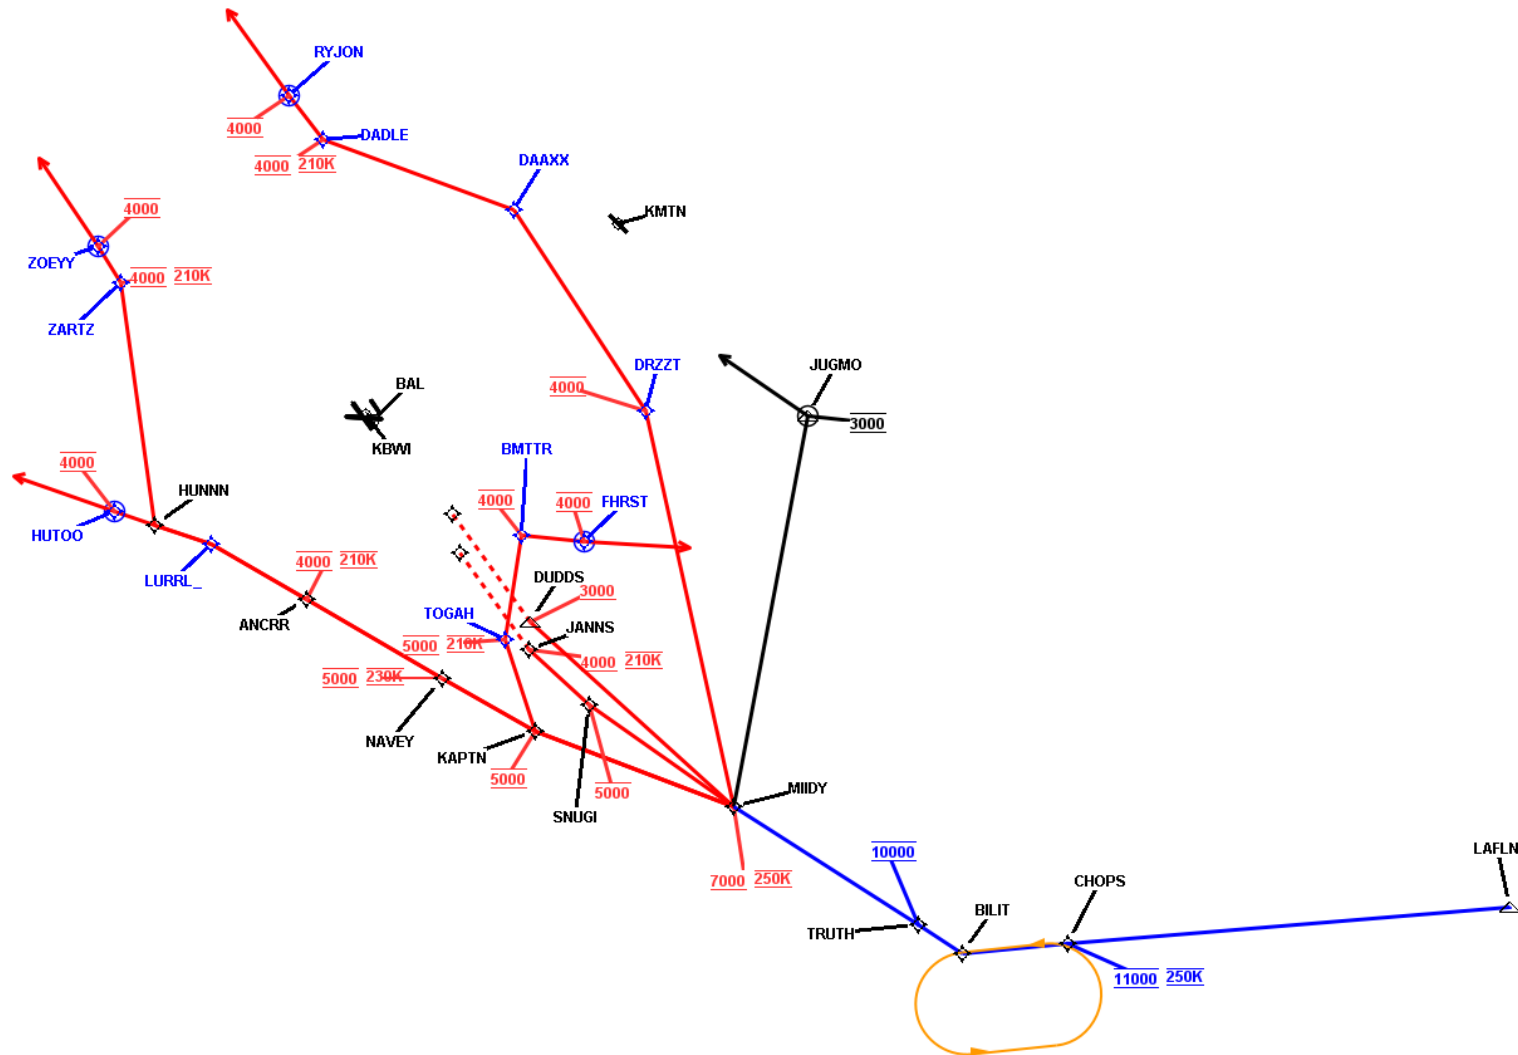 RYJON
4000
DADLE
4000 210K
DAAXX
4000
KMTN
ZOEYY
4000 210K
ZARTZ
DRZZT
JUGMO
4000
BAL
3000
KBWI
BMTTR
4000
HUNNN
4000
4000
FHRST
HUTOO
4000 210K
LURRL_
DUDDS
3000
ANCRR
TOGAH
JANNS
5000 210K
4000 210K
5000 230K
NAVEY
KAPTN
5000
5000
MIIDY
SNUGI
10000
LAFLN
7000 250K
CHOPS
BILIT
TRUTH
11000 250K